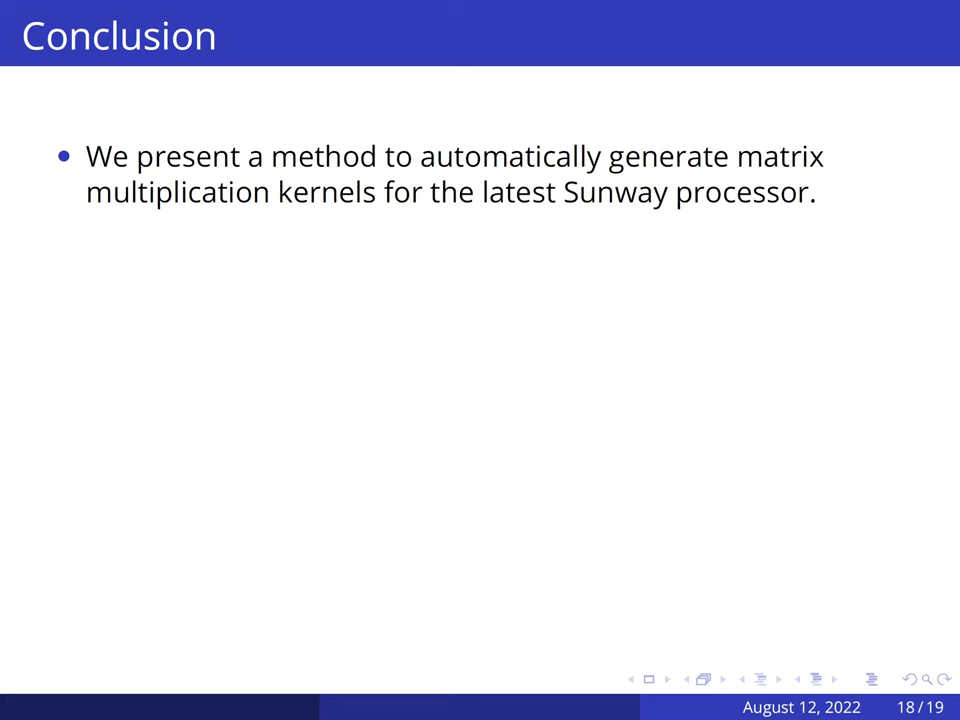 Conclusion
• We present a method to automatically generate matrix
multiplication kernels for the latest Sunway processor.
August 12, 2022 18 / 19